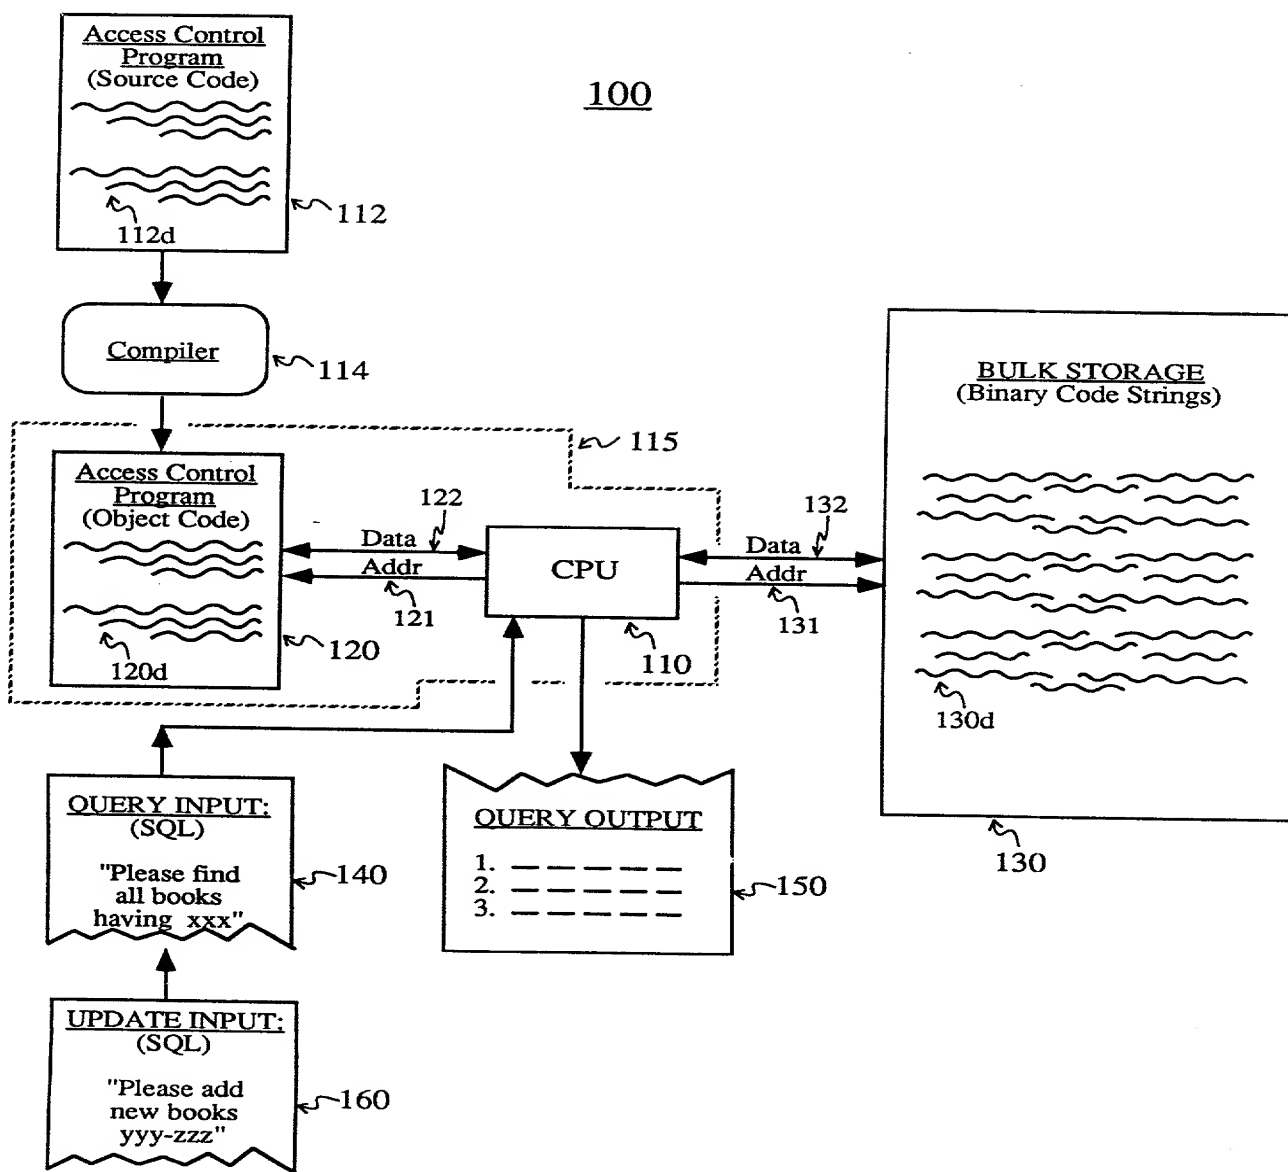 Access Control
Program
(Source Code)
112d
112
100
Compiler
114
115
Access Control
Program
(Object Code)
120d
120
Data
122
Addr
121
CPU
110
Data
132
Addr
131
BULK STORAGE
(Binary Code Strings)
130d
130
QUERY INPUT:
(SQL)
"Please find
all books
having xxx"
140
QUERY OUTPUT
1.
2.
3.
150
UPDATE INPUT:
(SQL)
"Please add
new books
yyy-zzz"
160